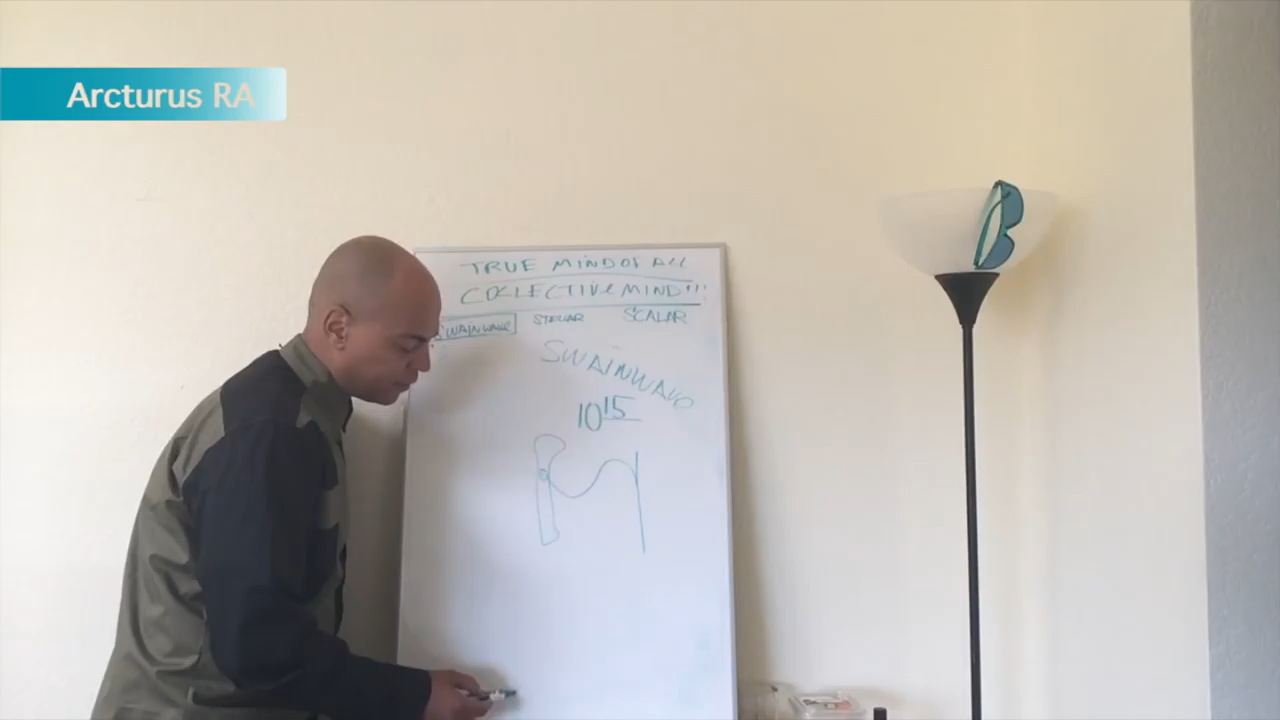 Arcturus RA
TRUE MIND OF ALL
COLLECTIVE MIND!!!
SWAINWAVE STELLAR SCALAR
SWAINWAVE
10¹⁵